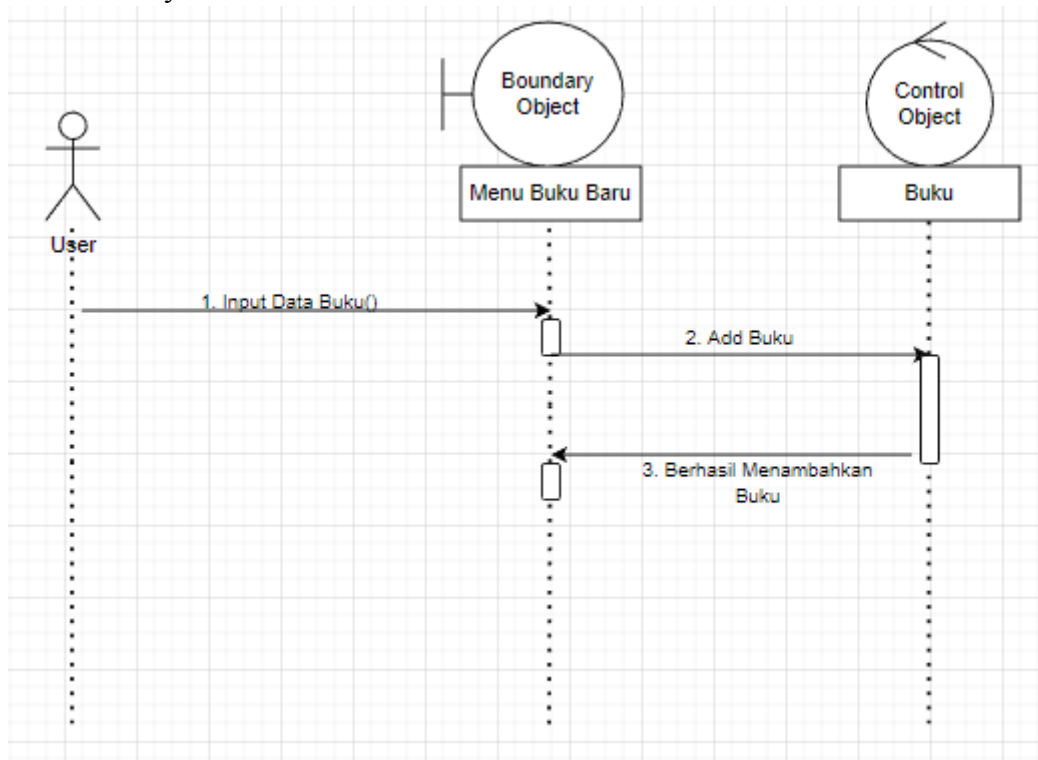 Boundary
Object
Control
Object
Menu Buku Baru
Buku
User
1. Input Data Buku()
2. Add Buku
3. Berhasil Menambahkan
Buku